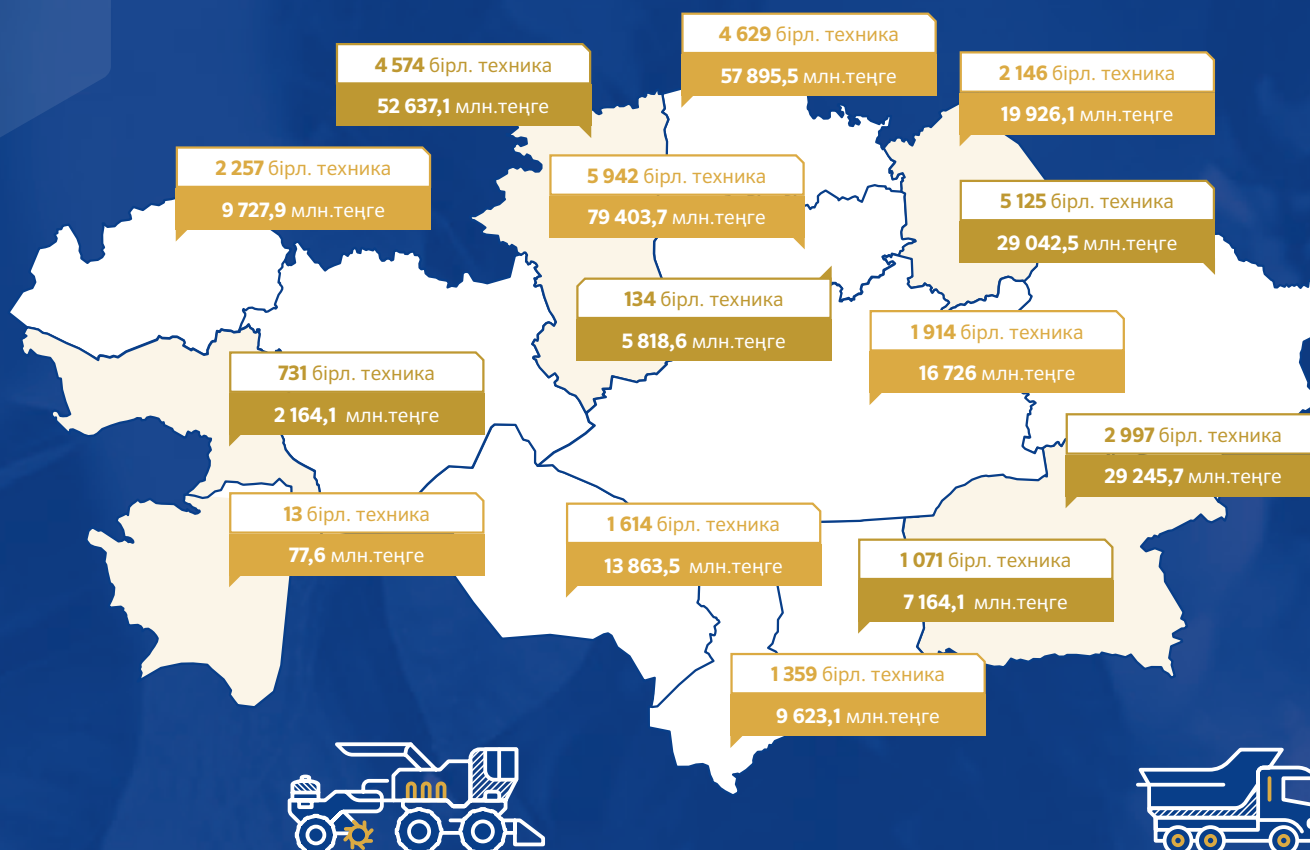 4 629 бірл. техника
57 895,5 млн.теңге
4 574 бірл. техника
52 637,1 млн.теңге
2 146 бірл. техника
19 926,1 млн.теңге
2 257 бірл. техника
9 727,9 млн.теңге
5 942 бірл. техника
79 403,7 млн.теңге
5 125 бірл. техника
29 042,5 млн.теңге
134 бірл. техника
5 818,6 млн.теңге
1 914 бірл. техника
16 726 млн.теңге
731 бірл. техника
2 164,1 млн.теңге
2 997 бірл. техника
29 245,7 млн.теңге
13 бірл. техника
77,6 млн.теңге
1 614 бірл. техника
13 863,5 млн.теңге
1 071 бірл. техника
7 164,1 млн.теңге
1 359 бірл. техника
9 623,1 млн.теңге